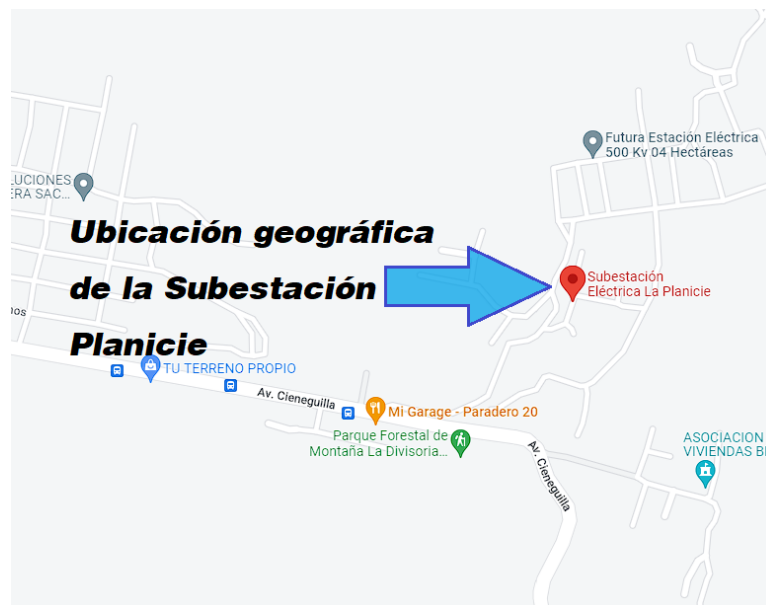 Futura Estación Eléctrica
500 Kv 04 Hectáreas
LUCIONES
ERA SAC...
Ubicación geográfica
de la Subestación
Planicie
Subestación
Eléctrica La Planicie
nos
TU TERRENO PROPIO
Av. Cieneguilla
Mi Garage - Paradero 20
Parque Forestal de
Montaña La Divisoria...
Av. Cieneguilla
ASOCIACION
VIVIENDAS BI